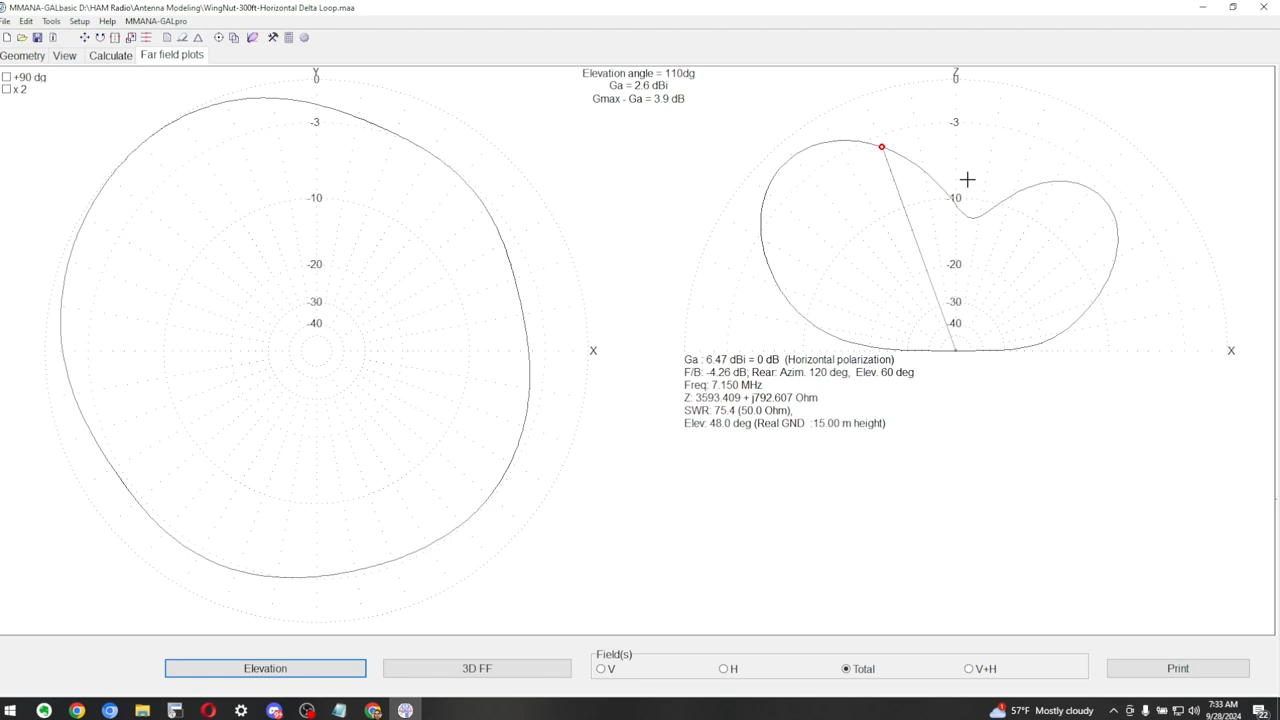 MMANA-GALbasic D:\HAM Radio\Antenna Modeling\WingNut-300ft-Horizontal Delta Loop.maa
File Edit Tools Setup Help MMANA-GALpro
Geometry View Calculate Far field plots
+90 dg
x 2
Y
0
-3
-10
-20
-30
-40
X
Elevation angle = 110dg
Ga = 2.6 dBi
Gmax - Ga = 3.9 dB
Z
0
-3
-10
-20
-30
-40
X
Ga : 6.47 dBi = 0 dB (Horizontal polarization)
F/B: -4.26 dB; Rear: Azim. 120 deg, Elev. 60 deg
Freq: 7.150 MHz
Z: 3593.409 + j792.607 Ohm
SWR: 75.4 (50.0 Ohm),
Elev: 48.0 deg (Real GND :15.00 m height)
Elevation
3D FF
Field(s)
V
H
Total
V+H
Print
57°F Mostly cloudy
7:33 AM
9/28/2024
22